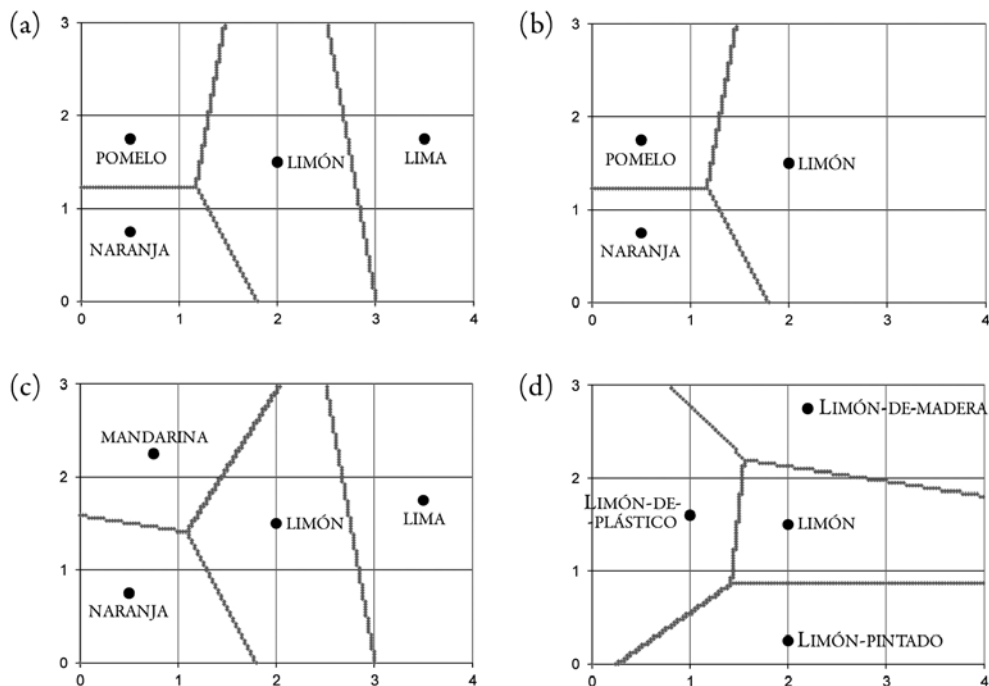 (a)
3
2
1
0
POMELO
LIMÓN
LIMA
NARANJA
0 1 2 3 4
(b)
3
2
1
0
POMELO
LIMÓN
NARANJA
0 1 2 3 4
(c)
3
2
1
0
MANDARINA
LIMÓN
LIMA
NARANJA
0 1 2 3 4
(d)
3
2
1
0
LIMÓN-DE-MADERA
LIMÓN-DE-
-PLÁSTICO
LIMÓN
LIMÓN-PINTADO
0 1 2 3 4